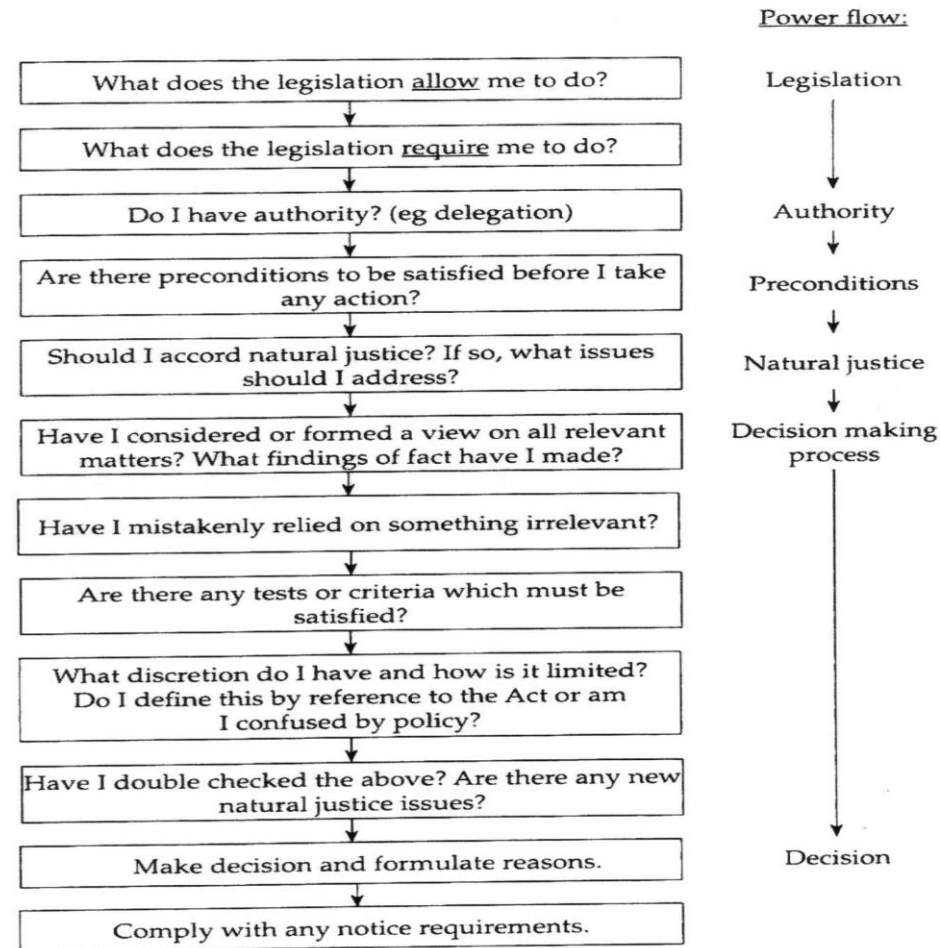 Power flow:
What does the legislation allow me to do?
Legislation
What does the legislation require me to do?
Do I have authority? (eg delegation)
Authority
Are there preconditions to be satisfied before I take
any action?
Preconditions
Should I accord natural justice? If so, what issues
should I address?
Natural justice
Have I considered or formed a view on all relevant
matters? What findings of fact have I made?
Decision making
process
Have I mistakenly relied on something irrelevant?
Are there any tests or criteria which must be
satisfied?
What discretion do I have and how is it limited?
Do I define this by reference to the Act or am
I confused by policy?
Have I double checked the above? Are there any new
natural justice issues?
Make decision and formulate reasons.
Decision
Comply with any notice requirements.